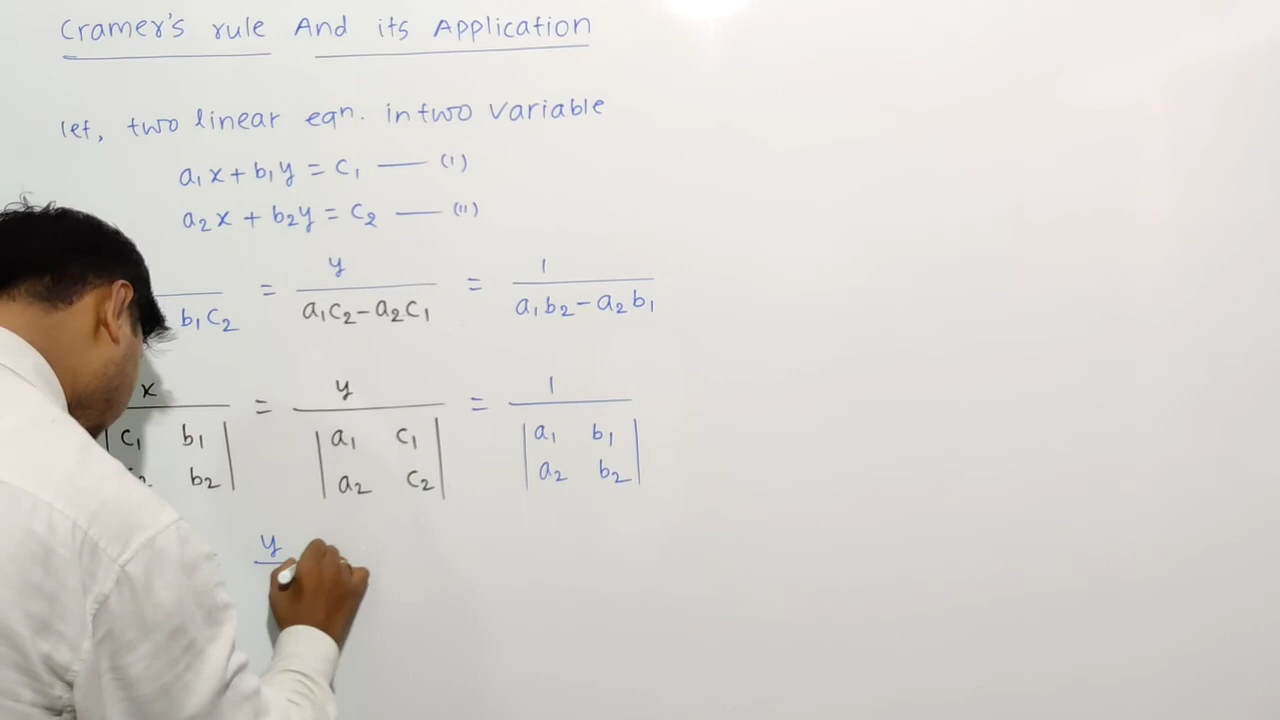 Cramer's rule And its Application
let, two linear eqn. in two variable
a₁x + b₁y = c₁ —— (I)
a₂x + b₂y = c₂ —— (II)
b₁c₂ = y / a₁c₂ - a₂c₁ = 1 / a₁b₂ - a₂b₁
x = y = 1
| c₁ b₁ | | a₁ c₁ | | a₁ b₁ |
b₂ | | a₂ c₂ | | a₂ b₂ |
y